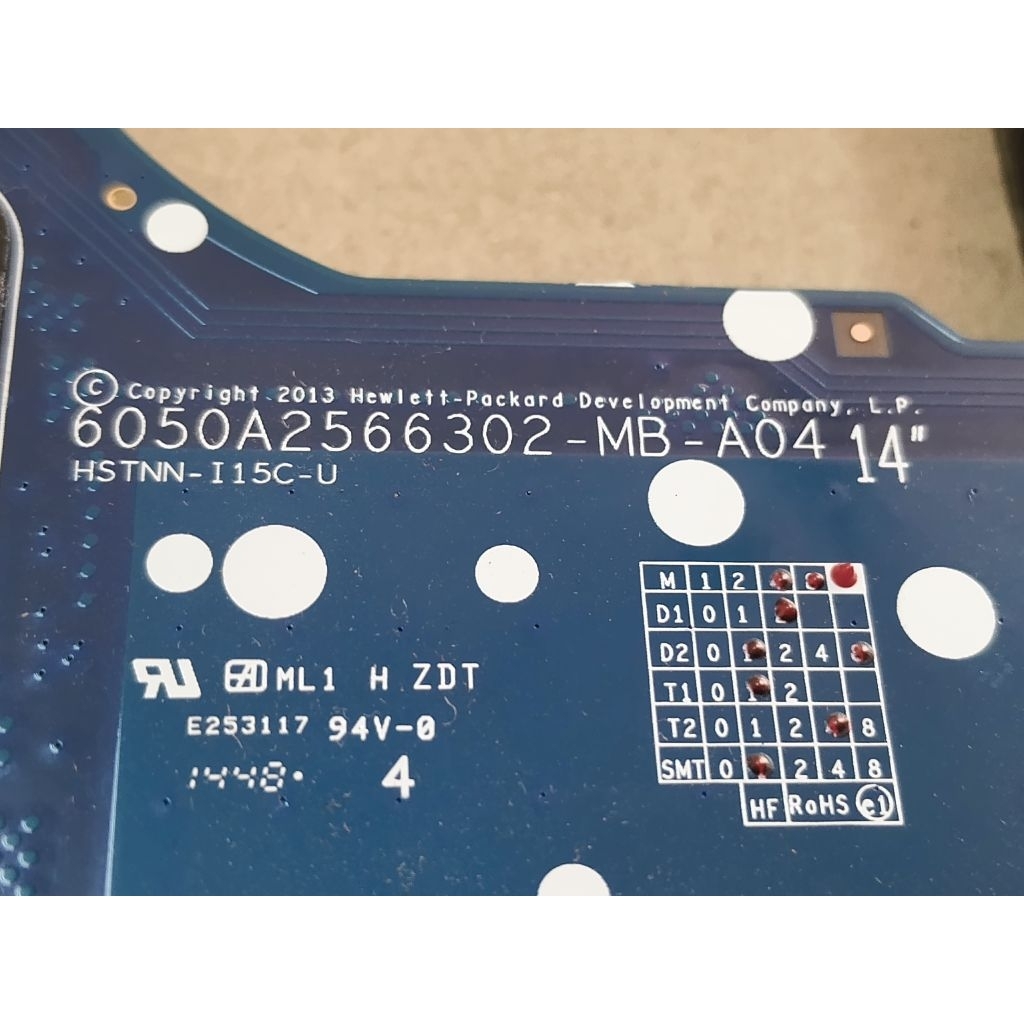 © Copyright 2013 Hewlett-Packard Development Company, L.P.
6050A2566302-MB-A04 14"
HSTNN-I15C-U
M 1 2
D1 0 1
D2 0 2 4
T1 0 2
T2 0 1 2 8
SMT 0 2 4 8
HF RoHS e1
ML1 H ZDT
E253117 94V-0
1448 4